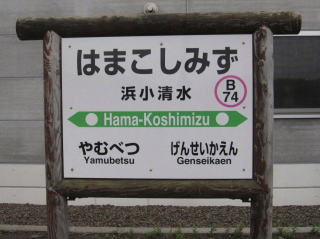 はまこしみず
浜小清水
B
74
Hama-Koshimizu
やむべつ
Yamubetsu
げんせいかえん
Genseikaen